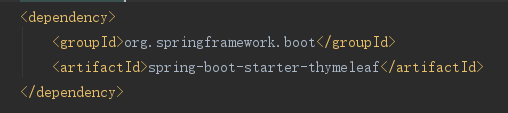 <dependency>
<groupId>org.springframework.boot</groupId>
<artifactId>spring-boot-starter-thymeleaf</artifactId>
</dependency>